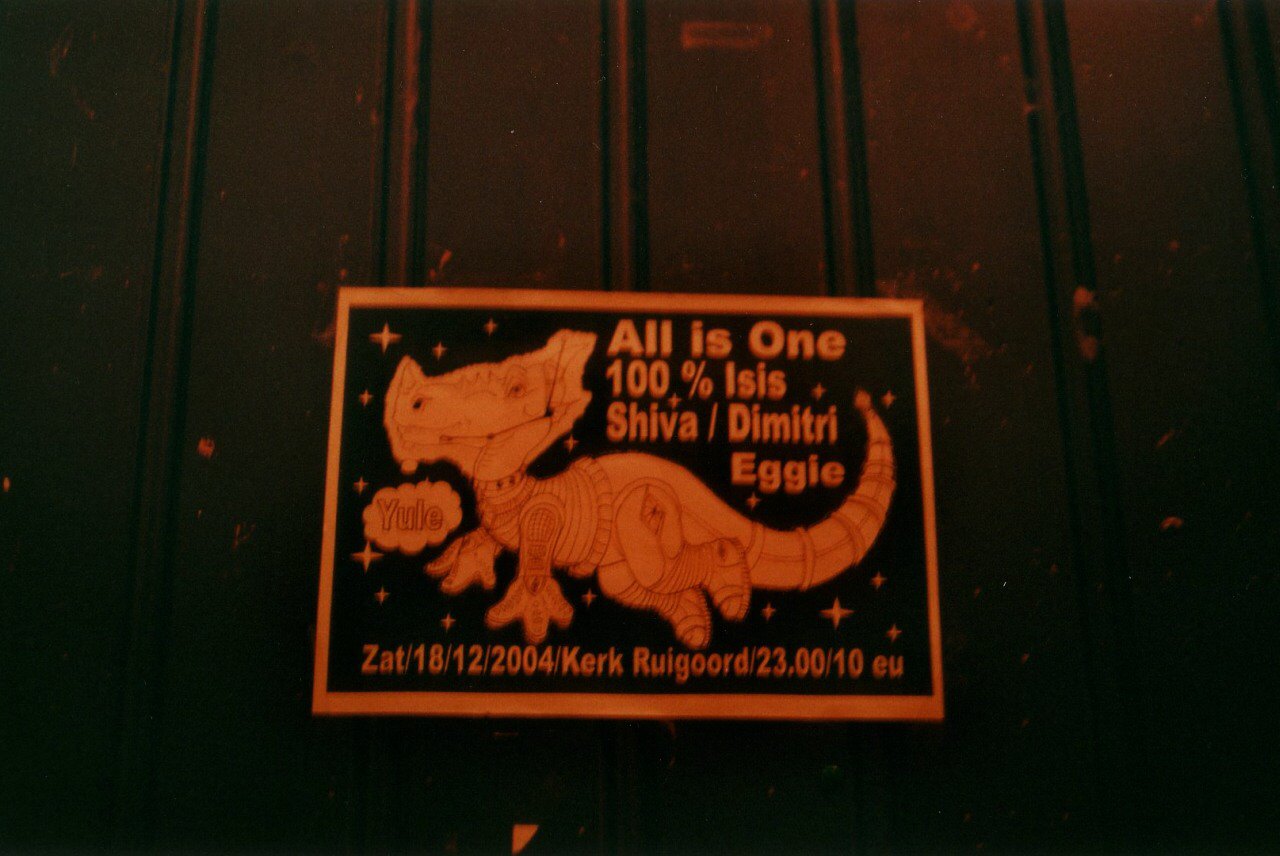 All is One
100 % Isis
Shiva / Dimitri
Eggie
Yule
Zat/18/12/2004/Kerk Ruigoord/23.00/10 eu